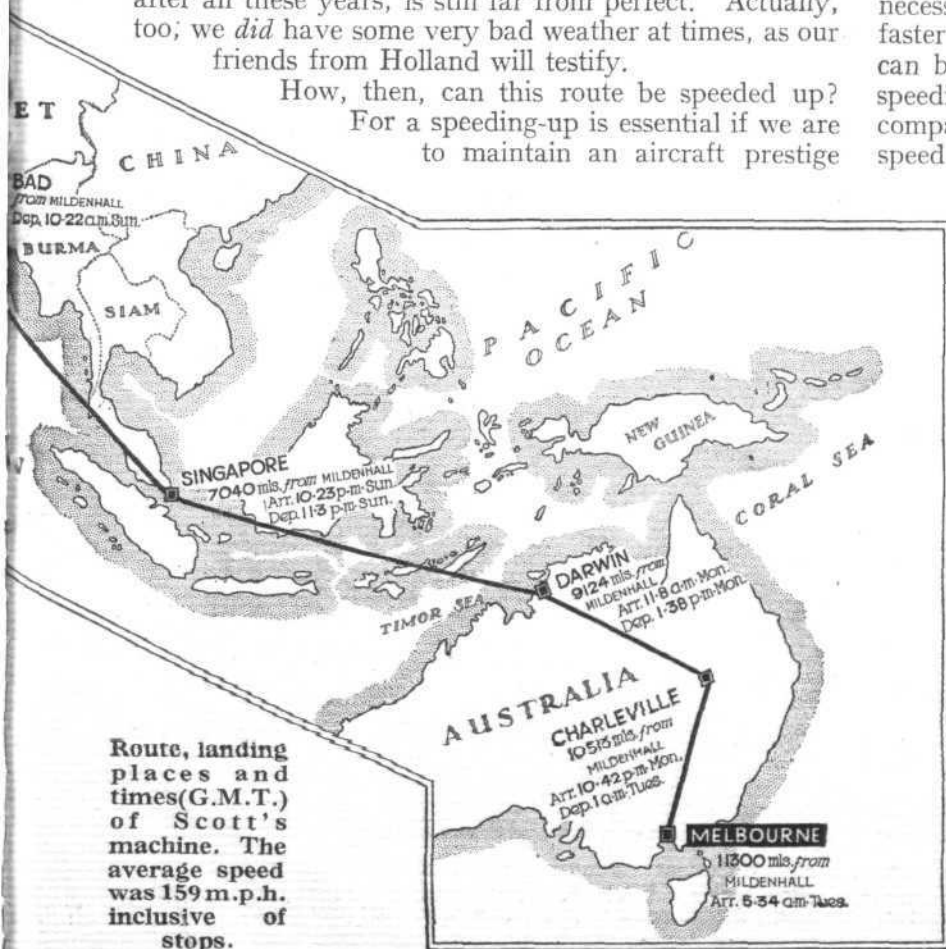 after all these years, is still far from perfect. Actually,
too, we did have some very bad weather at times, as our
friends from Holland will testify.
How, then, can this route be speeded up?
For a speeding-up is essential if we are
to maintain an aircraft prestige
necess
faster
can b
speed
compa
speed
ET
CHINA
BAD
from MILDENHALL
Dep. 10-22 a.m. Sun.
BURMA
SIAM
PACIFIC
OCEAN
NEW
GUINEA
CORAL SEA
SINGAPORE
7040 mls. from MILDENHALL
Arr. 10-23 p.m. Sun.
Dep. 11-3 p.m. Sun.
TIMOR SEA
DARWIN
9124 mls. from
MILDENHALL
Arr. 11-8 a.m. Mon.
Dep. 1-38 p.m. Mon.
AUSTRALIA
CHARLEVILLE
10513 mls. from
MILDENHALL
Arr. 10-42 p.m. Mon.
Dep. 1 a.m. Tues.
MELBOURNE
11300 mls. from
MILDENHALL
Arr. 5-34 a.m. Tues.
Route, landing
places and
times (G.M.T.)
of Scott's
machine. The
average speed
was 159 m.p.h.
inclusive of
stops.